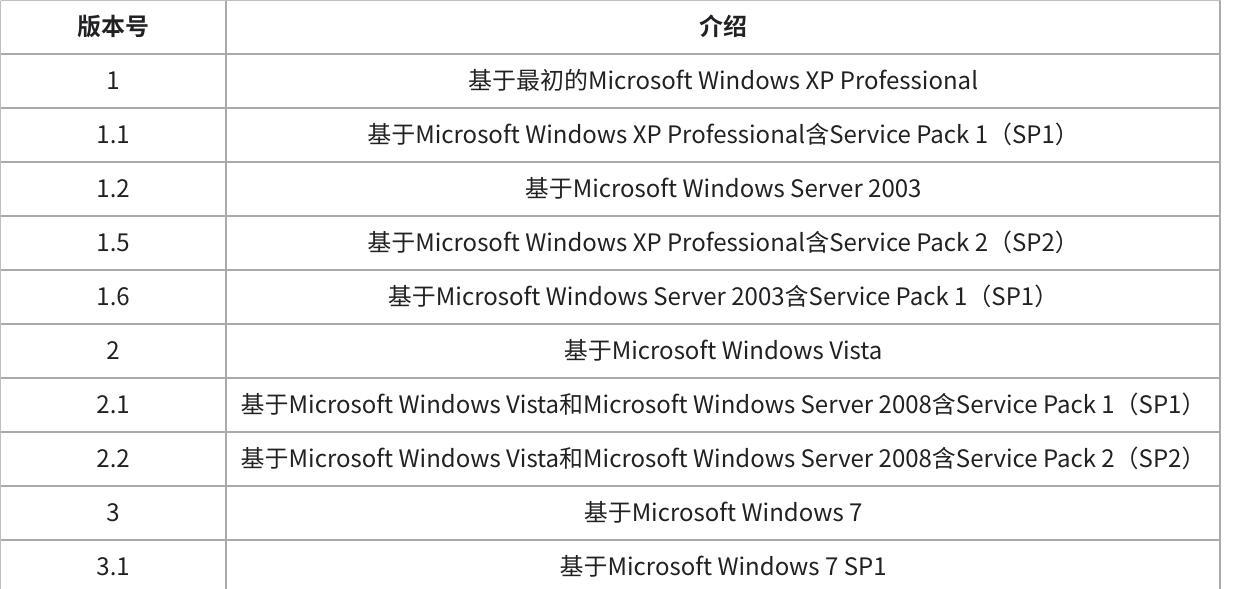 版本号 介绍
1 基于最初的Microsoft Windows XP Professional
1.1 基于Microsoft Windows XP Professional含Service Pack 1（SP1）
1.2 基于Microsoft Windows Server 2003
1.5 基于Microsoft Windows XP Professional含Service Pack 2（SP2）
1.6 基于Microsoft Windows Server 2003含Service Pack 1（SP1）
2 基于Microsoft Windows Vista
2.1 基于Microsoft Windows Vista和Microsoft Windows Server 2008含Service Pack 1（SP1）
2.2 基于Microsoft Windows Vista和Microsoft Windows Server 2008含Service Pack 2（SP2）
3 基于Microsoft Windows 7
3.1 基于Microsoft Windows 7 SP1